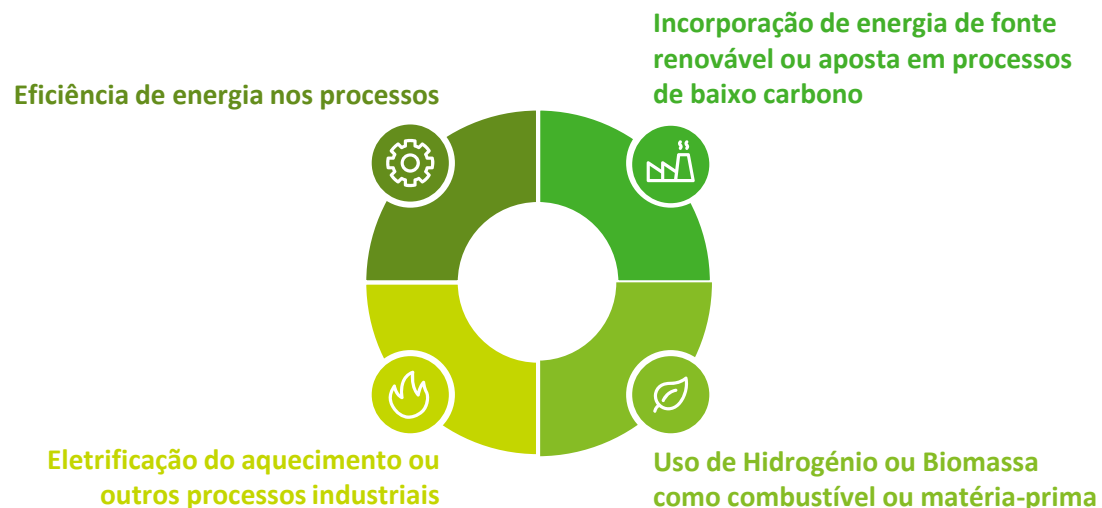 Incorporação de energia de fonte
renovável ou aposta em processos
de baixo carbono
Eficiência de energia nos processos
Eletrificação do aquecimento ou
outros processos industriais
Uso de Hidrogénio ou Biomassa
como combustível ou matéria-prima